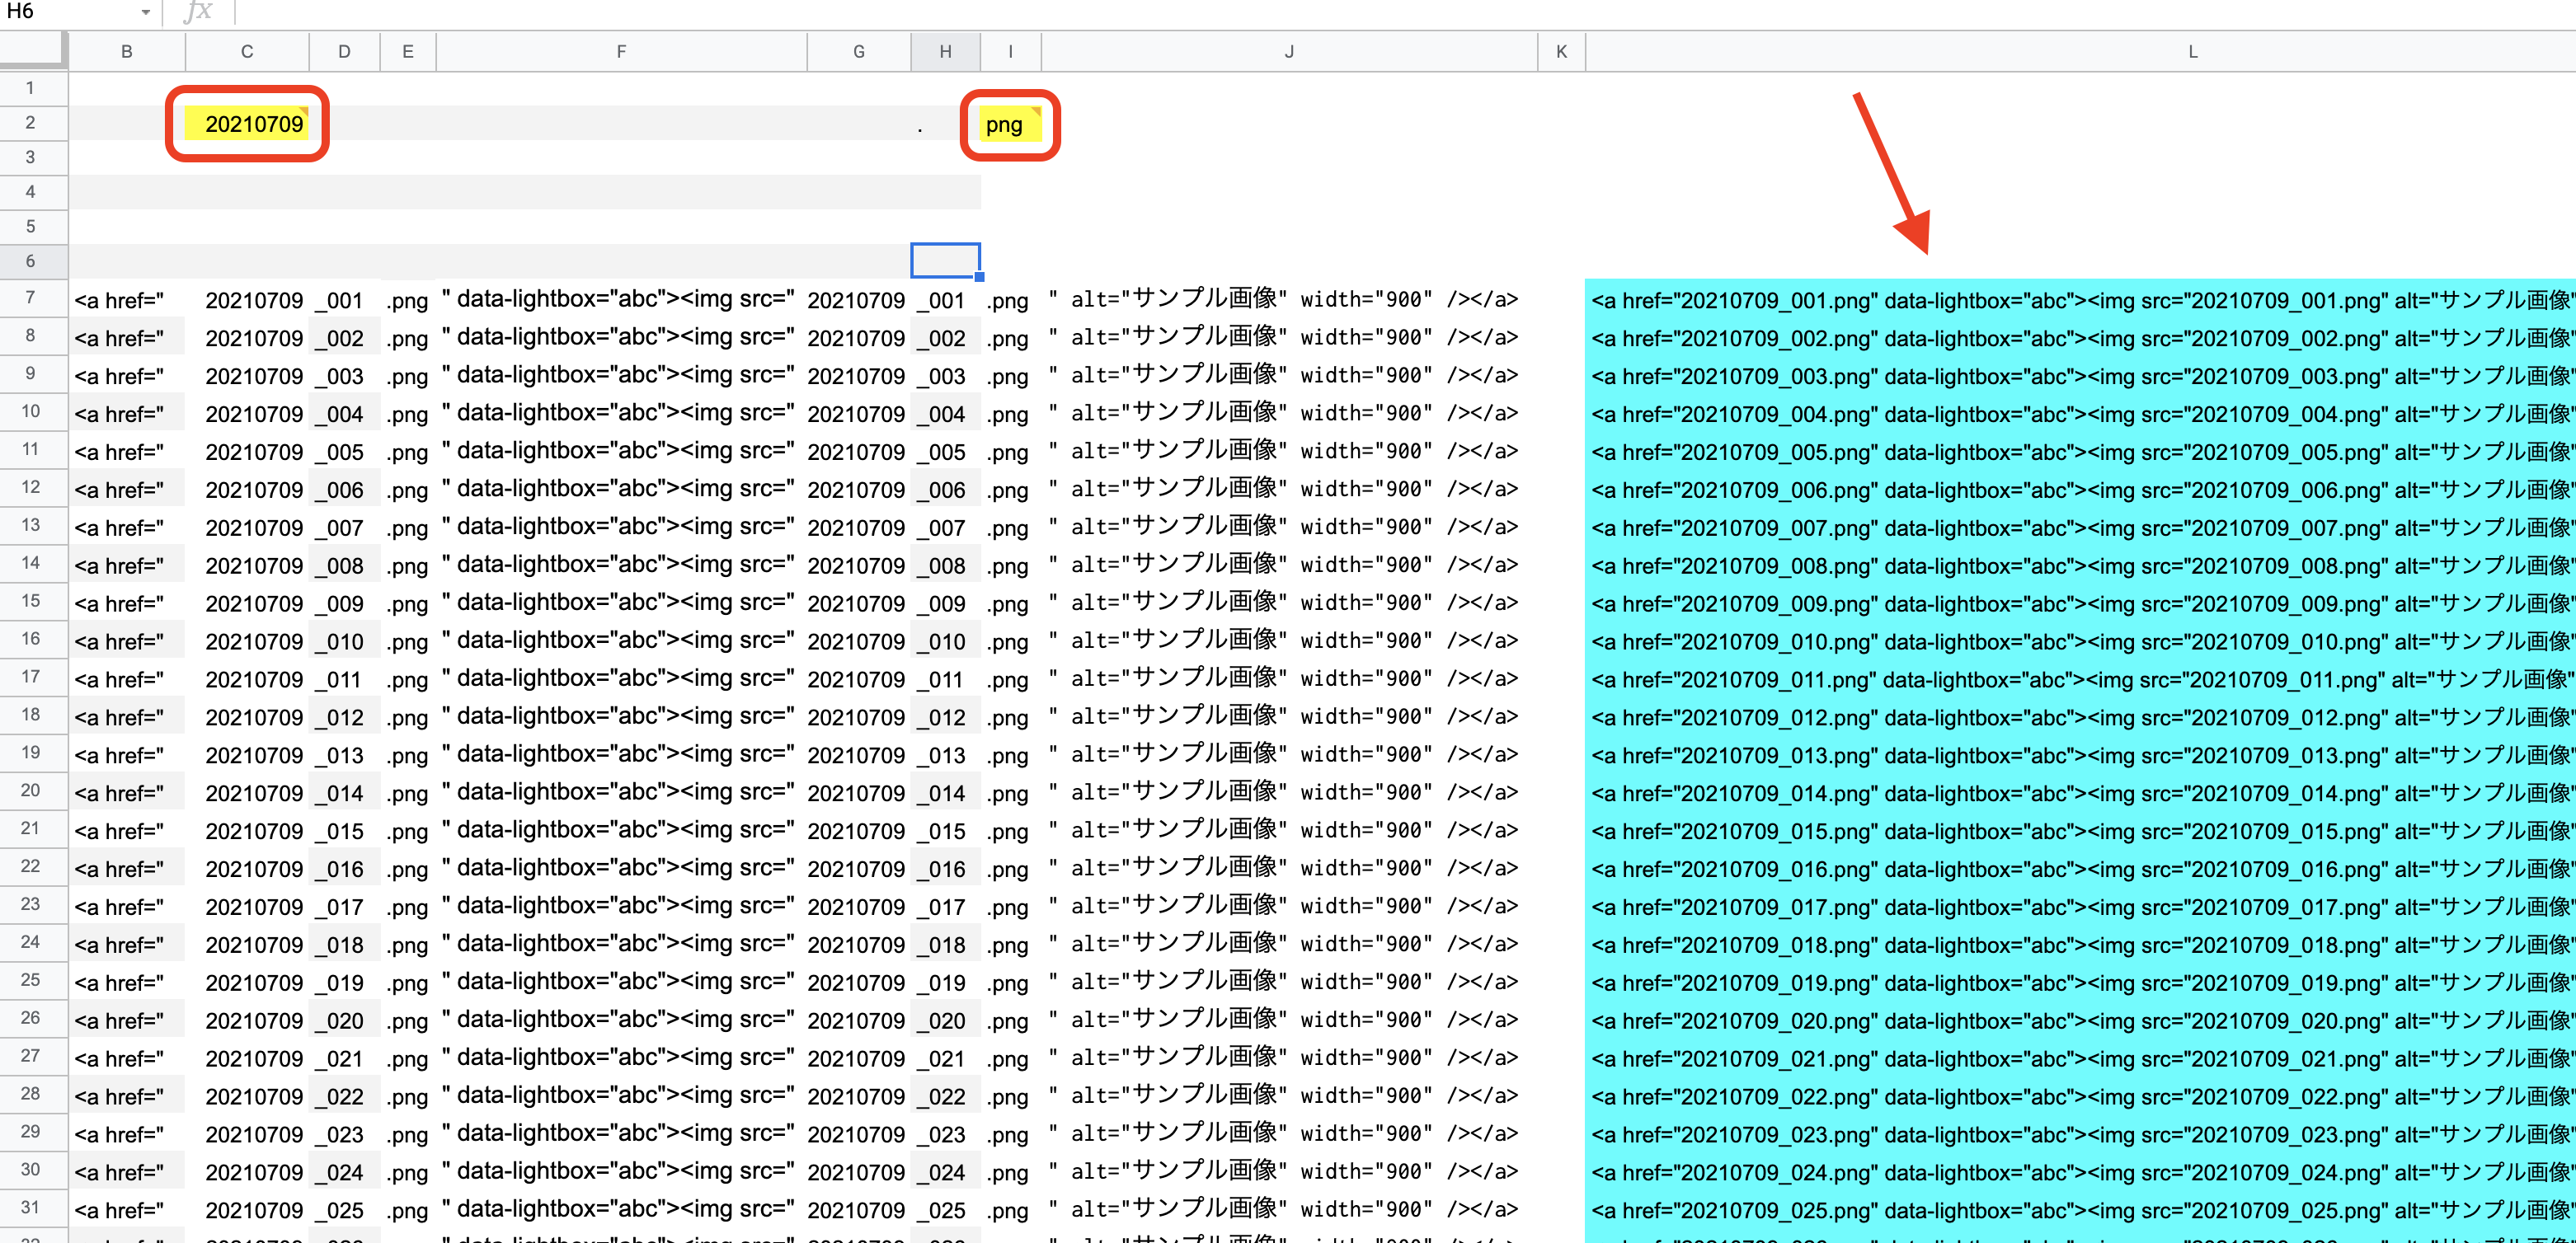 H6 fx
B C D E F G H I J K L
1
2 20210709 . png
3
4
5
6
7 <a href=" 20210709 _001 .png " data-lightbox="abc"><img src=" 20210709 _001 .png " alt="サンプル画像" width="900" /></a> <a href="20210709_001.png" data-lightbox="abc"><img src="20210709_001.png" alt="サンプル画像"
8 <a href=" 20210709 _002 .png " data-lightbox="abc"><img src=" 20210709 _002 .png " alt="サンプル画像" width="900" /></a> <a href="20210709_002.png" data-lightbox="abc"><img src="20210709_002.png" alt="サンプル画像"
9 <a href=" 20210709 _003 .png " data-lightbox="abc"><img src=" 20210709 _003 .png " alt="サンプル画像" width="900" /></a> <a href="20210709_003.png" data-lightbox="abc"><img src="20210709_003.png" alt="サンプル画像"
10 <a href=" 20210709 _004 .png " data-lightbox="abc"><img src=" 20210709 _004 .png " alt="サンプル画像" width="900" /></a> <a href="20210709_004.png" data-lightbox="abc"><img src="20210709_004.png" alt="サンプル画像"
11 <a href=" 20210709 _005 .png " data-lightbox="abc"><img src=" 20210709 _005 .png " alt="サンプル画像" width="900" /></a> <a href="20210709_005.png" data-lightbox="abc"><img src="20210709_005.png" alt="サンプル画像"
12 <a href=" 20210709 _006 .png " data-lightbox="abc"><img src=" 20210709 _006 .png " alt="サンプル画像" width="900" /></a> <a href="20210709_006.png" data-lightbox="abc"><img src="20210709_006.png" alt="サンプル画像"
13 <a href=" 20210709 _007 .png " data-lightbox="abc"><img src=" 20210709 _007 .png " alt="サンプル画像" width="900" /></a> <a href="20210709_007.png" data-lightbox="abc"><img src="20210709_007.png" alt="サンプル画像"
14 <a href=" 20210709 _008 .png " data-lightbox="abc"><img src=" 20210709 _008 .png " alt="サンプル画像" width="900" /></a> <a href="20210709_008.png" data-lightbox="abc"><img src="20210709_008.png" alt="サンプル画像"
15 <a href=" 20210709 _009 .png " data-lightbox="abc"><img src=" 20210709 _009 .png " alt="サンプル画像" width="900" /></a> <a href="20210709_009.png" data-lightbox="abc"><img src="20210709_009.png" alt="サンプル画像"
16 <a href=" 20210709 _010 .png " data-lightbox="abc"><img src=" 20210709 _010 .png " alt="サンプル画像" width="900" /></a> <a href="20210709_010.png" data-lightbox="abc"><img src="20210709_010.png" alt="サンプル画像"
17 <a href=" 20210709 _011 .png " data-lightbox="abc"><img src=" 20210709 _011 .png " alt="サンプル画像" width="900" /></a> <a href="20210709_011.png" data-lightbox="abc"><img src="20210709_011.png" alt="サンプル画像"
18 <a href=" 20210709 _012 .png " data-lightbox="abc"><img src=" 20210709 _012 .png " alt="サンプル画像" width="900" /></a> <a href="20210709_012.png" data-lightbox="abc"><img src="20210709_012.png" alt="サンプル画像"
19 <a href=" 20210709 _013 .png " data-lightbox="abc"><img src=" 20210709 _013 .png " alt="サンプル画像" width="900" /></a> <a href="20210709_013.png" data-lightbox="abc"><img src="20210709_013.png" alt="サンプル画像"
20 <a href=" 20210709 _014 .png " data-lightbox="abc"><img src=" 20210709 _014 .png " alt="サンプル画像" width="900" /></a> <a href="20210709_014.png" data-lightbox="abc"><img src="20210709_014.png" alt="サンプル画像"
21 <a href=" 20210709 _015 .png " data-lightbox="abc"><img src=" 20210709 _015 .png " alt="サンプル画像" width="900" /></a> <a href="20210709_015.png" data-lightbox="abc"><img src="20210709_015.png" alt="サンプル画像"
22 <a href=" 20210709 _016 .png " data-lightbox="abc"><img src=" 20210709 _016 .png " alt="サンプル画像" width="900" /></a> <a href="20210709_016.png" data-lightbox="abc"><img src="20210709_016.png" alt="サンプル画像"
23 <a href=" 20210709 _017 .png " data-lightbox="abc"><img src=" 20210709 _017 .png " alt="サンプル画像" width="900" /></a> <a href="20210709_017.png" data-lightbox="abc"><img src="20210709_017.png" alt="サンプル画像"
24 <a href=" 20210709 _018 .png " data-lightbox="abc"><img src=" 20210709 _018 .png " alt="サンプル画像" width="900" /></a> <a href="20210709_018.png" data-lightbox="abc"><img src="20210709_018.png" alt="サンプル画像"
25 <a href=" 20210709 _019 .png " data-lightbox="abc"><img src=" 20210709 _019 .png " alt="サンプル画像" width="900" /></a> <a href="20210709_019.png" data-lightbox="abc"><img src="20210709_019.png" alt="サンプル画像"
26 <a href=" 20210709 _020 .png " data-lightbox="abc"><img src=" 20210709 _020 .png " alt="サンプル画像" width="900" /></a> <a href="20210709_020.png" data-lightbox="abc"><img src="20210709_020.png" alt="サンプル画像"
27 <a href=" 20210709 _021 .png " data-lightbox="abc"><img src=" 20210709 _021 .png " alt="サンプル画像" width="900" /></a> <a href="20210709_021.png" data-lightbox="abc"><img src="20210709_021.png" alt="サンプル画像"
28 <a href=" 20210709 _022 .png " data-lightbox="abc"><img src=" 20210709 _022 .png " alt="サンプル画像" width="900" /></a> <a href="20210709_022.png" data-lightbox="abc"><img src="20210709_022.png" alt="サンプル画像"
29 <a href=" 20210709 _023 .png " data-lightbox="abc"><img src=" 20210709 _023 .png " alt="サンプル画像" width="900" /></a> <a href="20210709_023.png" data-lightbox="abc"><img src="20210709_023.png" alt="サンプル画像"
30 <a href=" 20210709 _024 .png " data-lightbox="abc"><img src=" 20210709 _024 .png " alt="サンプル画像" width="900" /></a> <a href="20210709_024.png" data-lightbox="abc"><img src="20210709_024.png" alt="サンプル画像"
31 <a href=" 20210709 _025 .png " data-lightbox="abc"><img src=" 20210709 _025 .png " alt="サンプル画像" width="900" /></a> <a href="20210709_025.png" data-lightbox="abc"><img src="20210709_025.png" alt="サンプル画像"